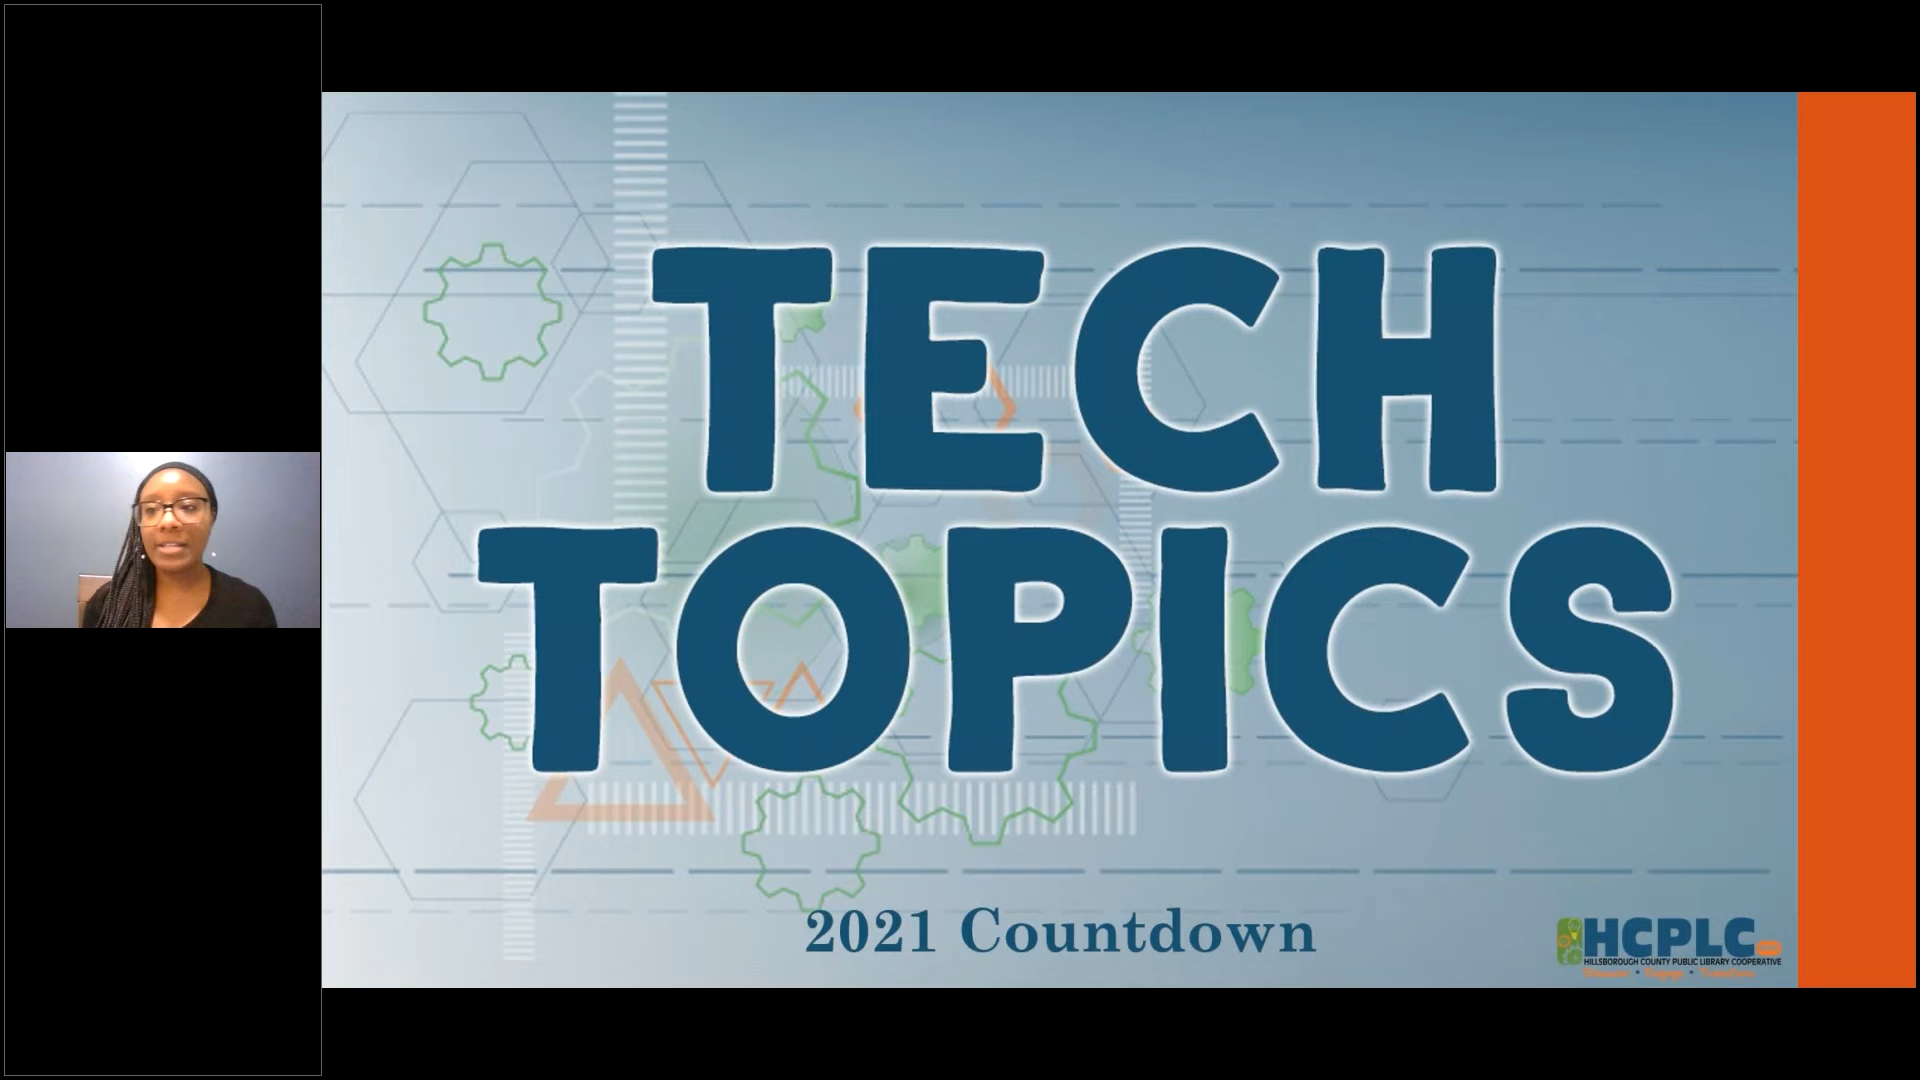 TECH
TOPICS
2021 Countdown
HCPLC
HILLSBOROUGH COUNTY PUBLIC LIBRARY COOPERATIVE